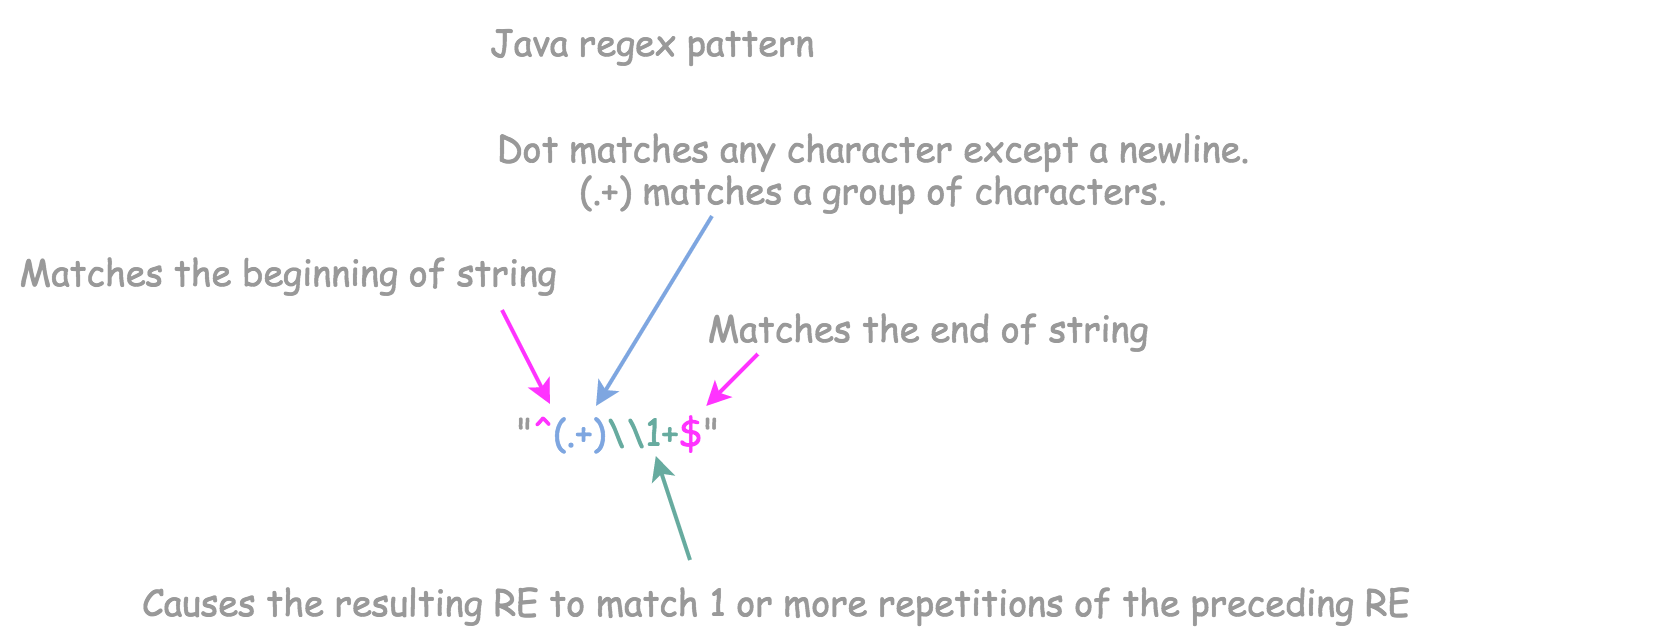 Java regex pattern
Dot matches any character except a newline.
(.+) matches a group of characters.
Matches the beginning of string
Matches the end of string
"^(.+)\\1+$"
Causes the resulting RE to match 1 or more repetitions of the preceding RE